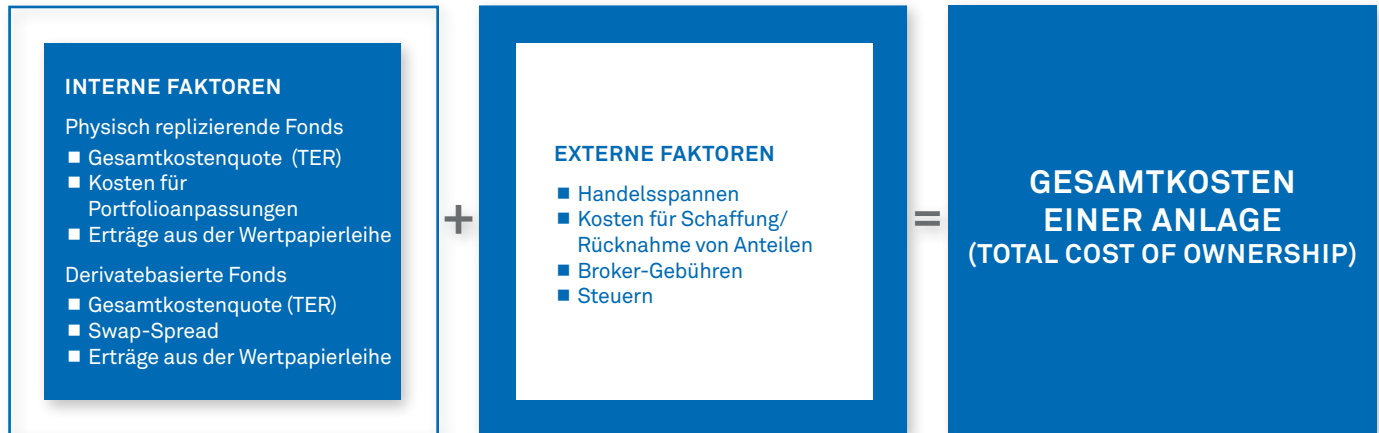 INTERNE FAKTOREN
Physisch replizierende Fonds
■ Gesamtkostenquote (TER)
■ Kosten für
Portfolioanpassungen
■ Erträge aus der Wertpapierleihe
Derivatebasierte Fonds
■ Gesamtkostenquote (TER)
■ Swap-Spread
■ Erträge aus der Wertpapierleihe
+
EXTERNE FAKTOREN
■ Handelsspannen
■ Kosten für Schaffung/
Rücknahme von Anteilen
■ Broker-Gebühren
■ Steuern
=
GESAMTKOSTEN
EINER ANLAGE
(TOTAL COST OF OWNERSHIP)